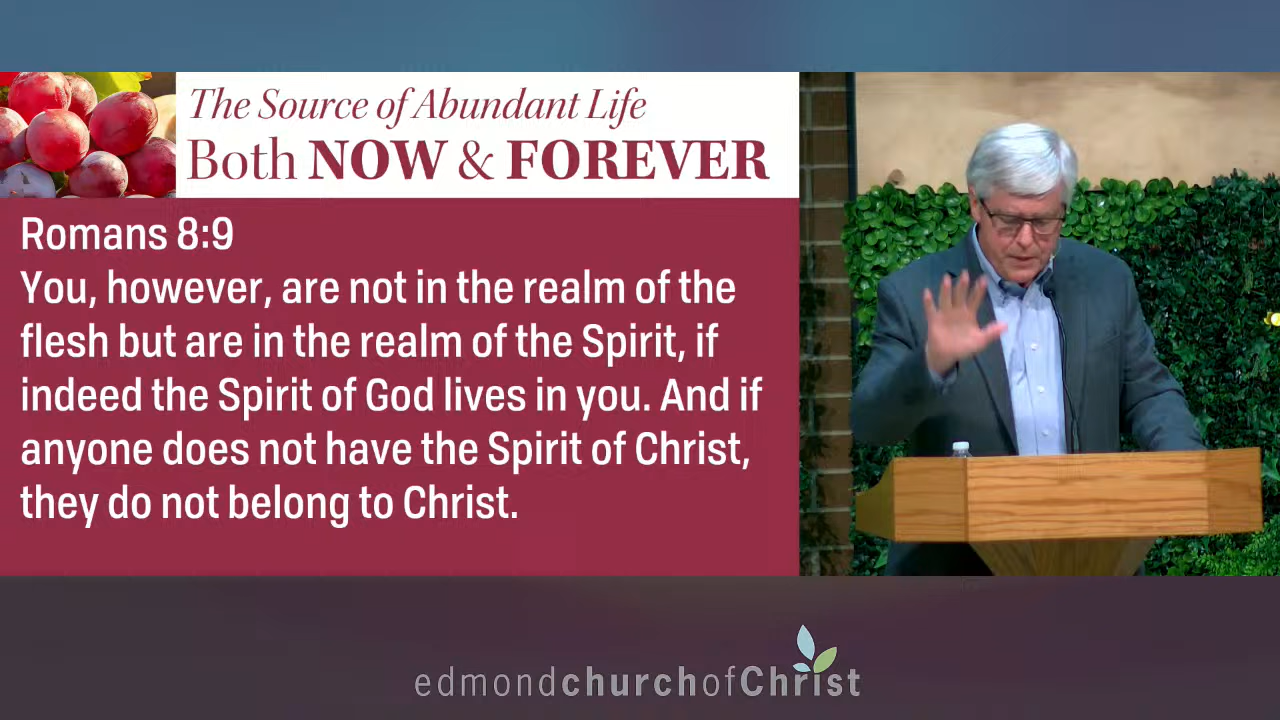 The Source of Abundant Life
Both NOW & FOREVER
Romans 8:9
You, however, are not in the realm of the
flesh but are in the realm of the Spirit, if
indeed the Spirit of God lives in you. And if
anyone does not have the Spirit of Christ,
they do not belong to Christ.
edmondchurchofChrist